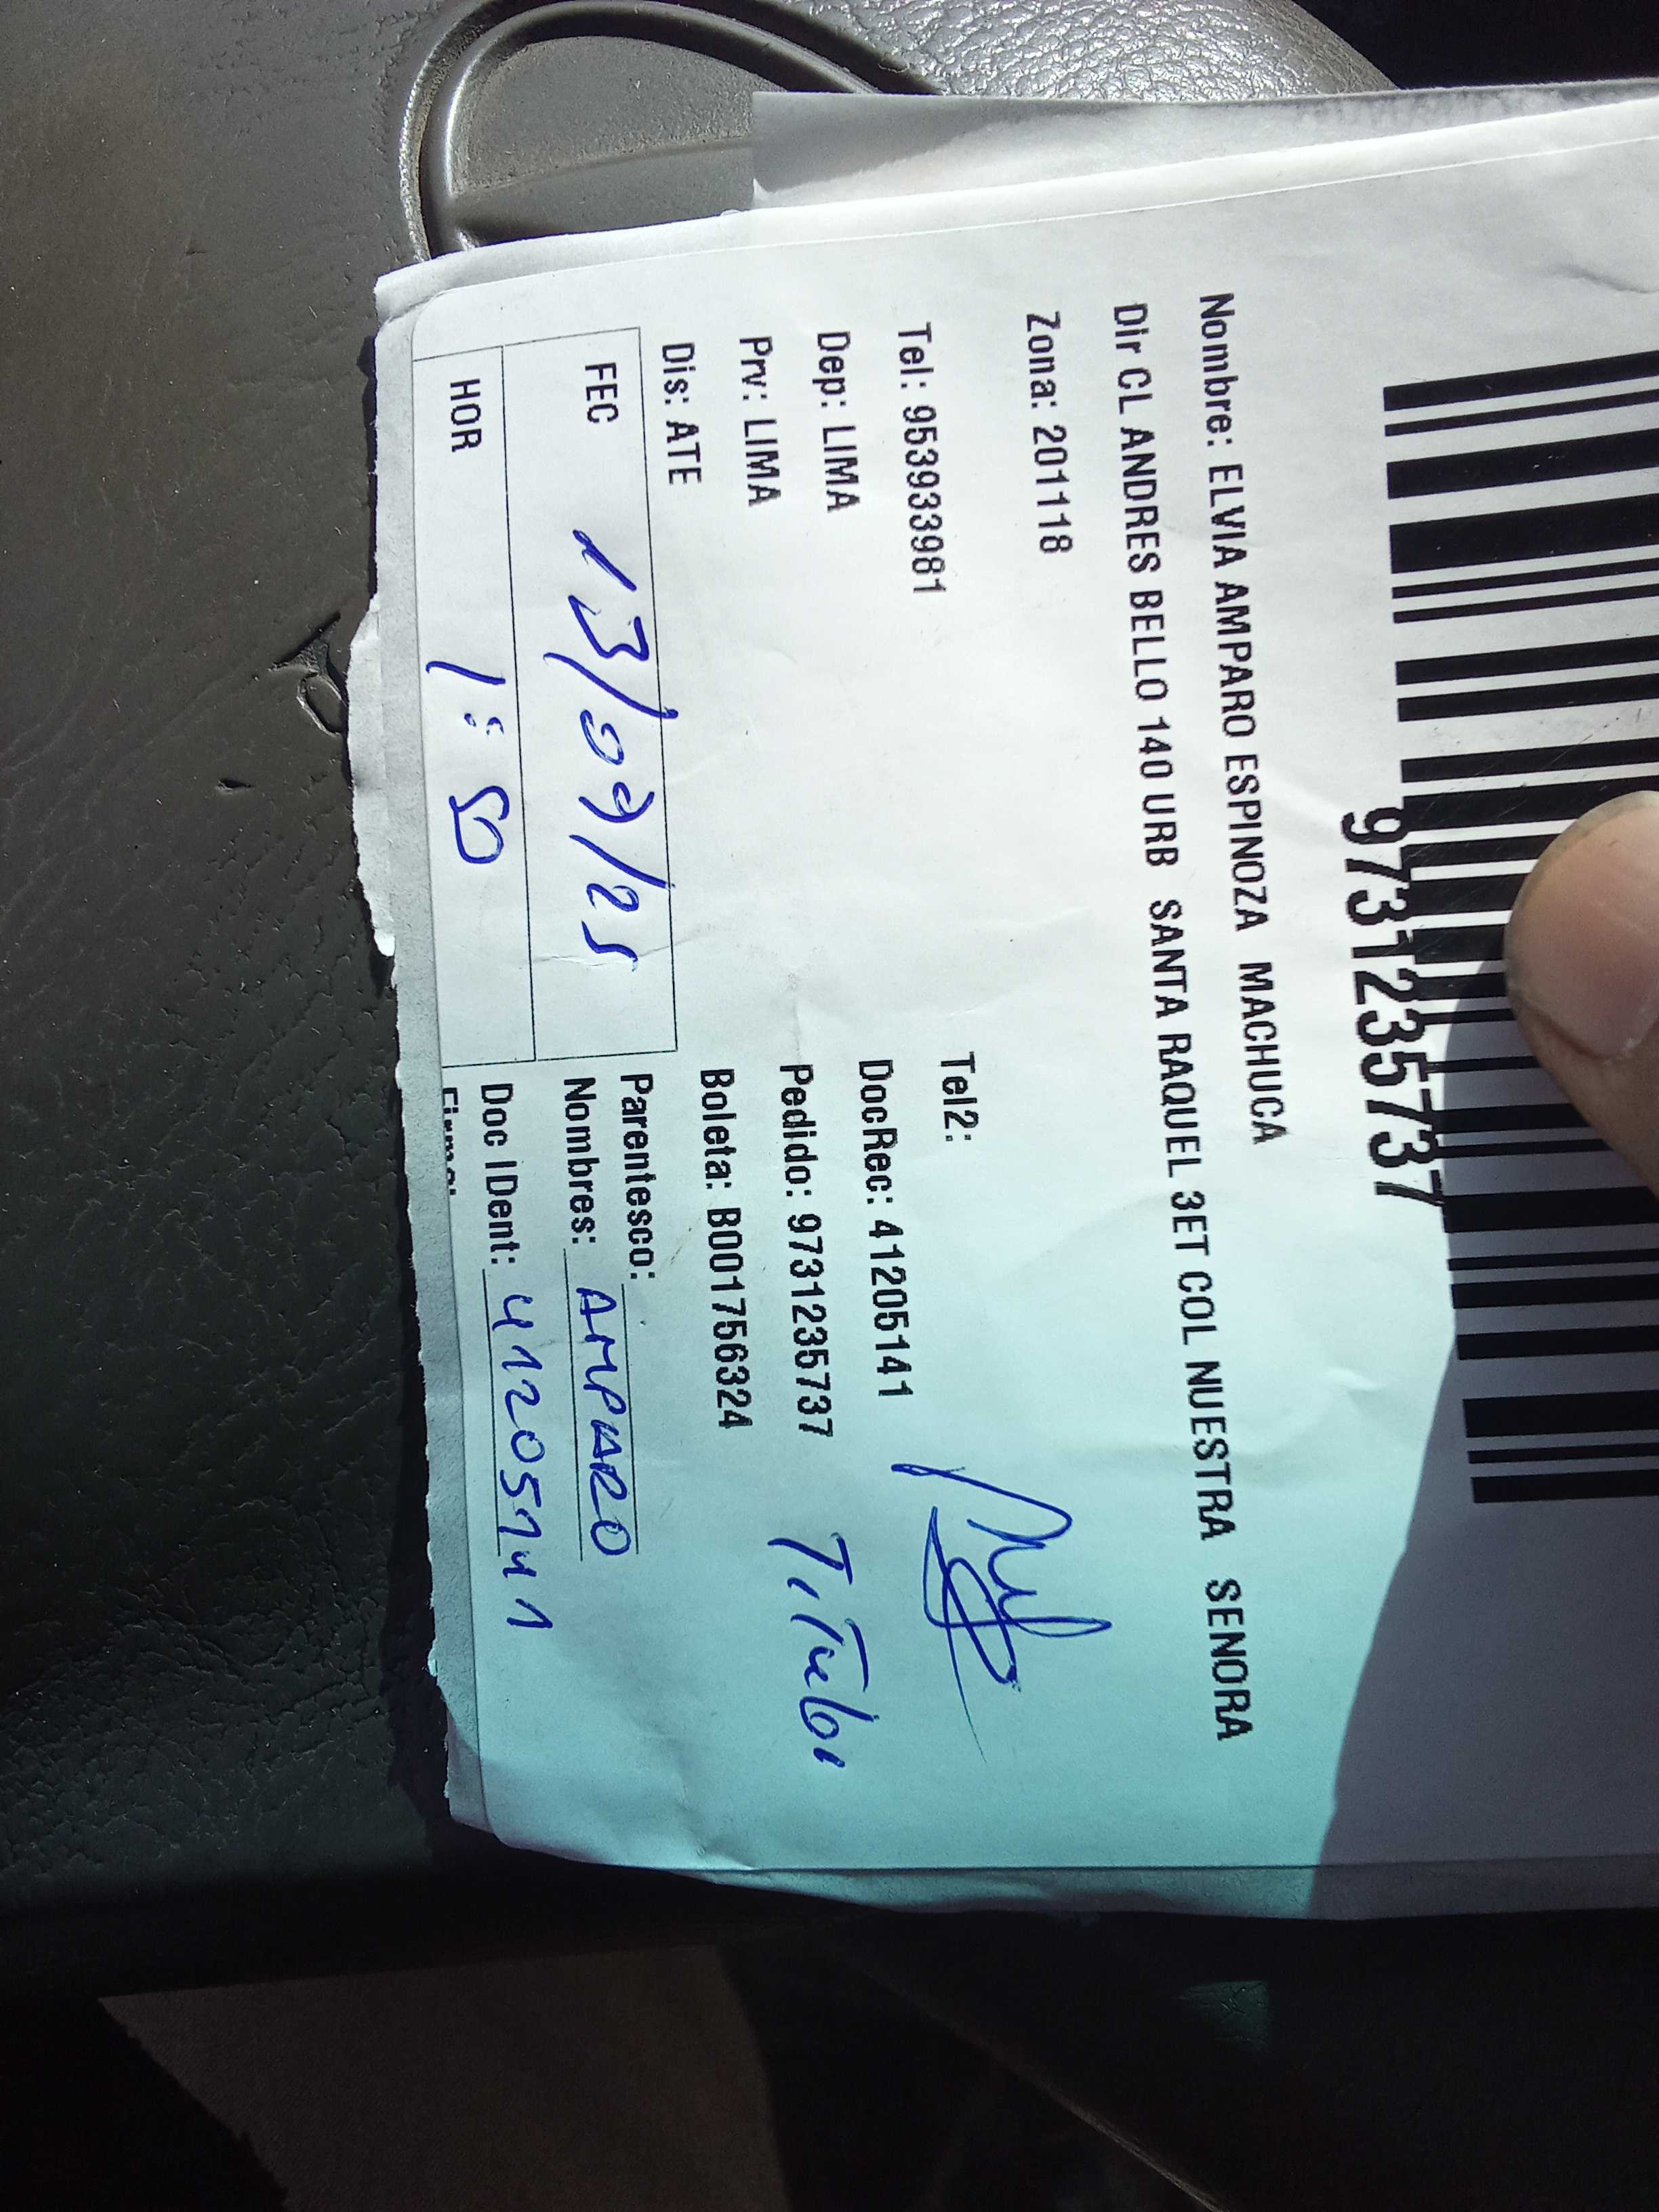 9731235737
Nombre: ELVIA AMPARO ESPINOZA MACHUCA
Dir CL ANDRES BELLO 140 URB SANTA RAQUEL 3ET COL NUESTRA SENORA
Zona: 201118
Tel: 953933981 Tel2:
Dep: LIMA DocRec: 41205141
Prv: LIMA Pedido: 9731235737
Titular
Dis: ATE Boleta: B001756324
FEC 13/09/25 Parentesco:
Nombres: AMPARO
HOR 1:50 Doc IDent: 41205141